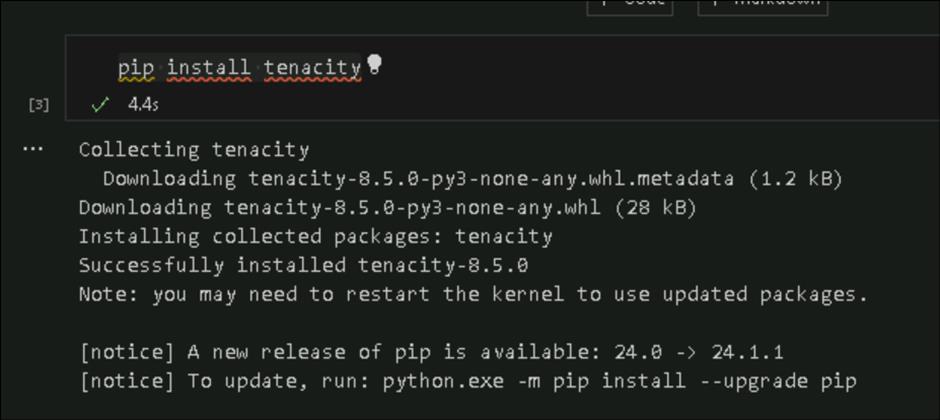 Code
Markdown
pip install tenacity
[3]
4.4s
...
Collecting tenacity
Downloading tenacity-8.5.0-py3-none-any.whl.metadata (1.2 kB)
Downloading tenacity-8.5.0-py3-none-any.whl (28 kB)
Installing collected packages: tenacity
Successfully installed tenacity-8.5.0
Note: you may need to restart the kernel to use updated packages.
[notice] A new release of pip is available: 24.0 -> 24.1.1
[notice] To update, run: python.exe -m pip install --upgrade pip